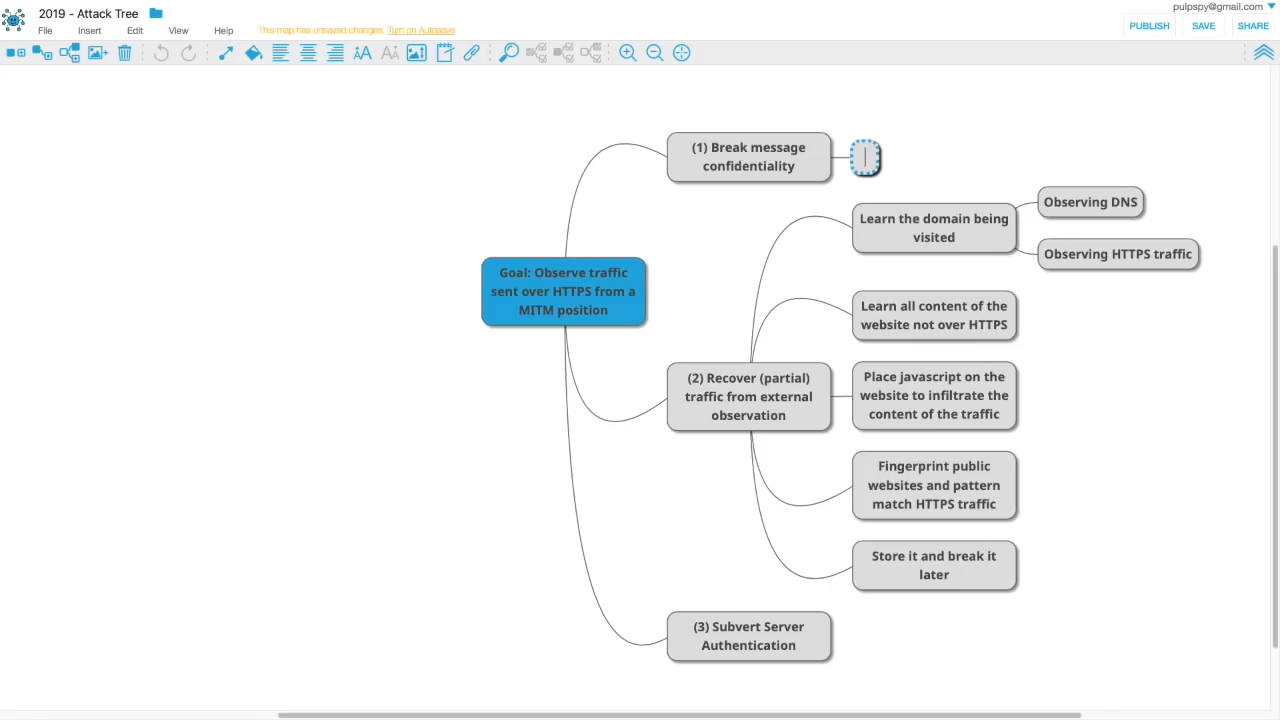 pulpspy@gmail.com
2019 - Attack Tree
File Insert Edit View Help
This map has unsaved changes. Turn on Autosave
PUBLISH SAVE SHARE
(1) Break message
confidentiality
Observing DNS
Learn the domain being
visited
Observing HTTPS traffic
Goal: Observe traffic
sent over HTTPS from a
MITM position
Learn all content of the
website not over HTTPS
(2) Recover (partial)
traffic from external
observation
Place javascript on the
website to infiltrate the
content of the traffic
Fingerprint public
websites and pattern
match HTTPS traffic
Store it and break it
later
(3) Subvert Server
Authentication